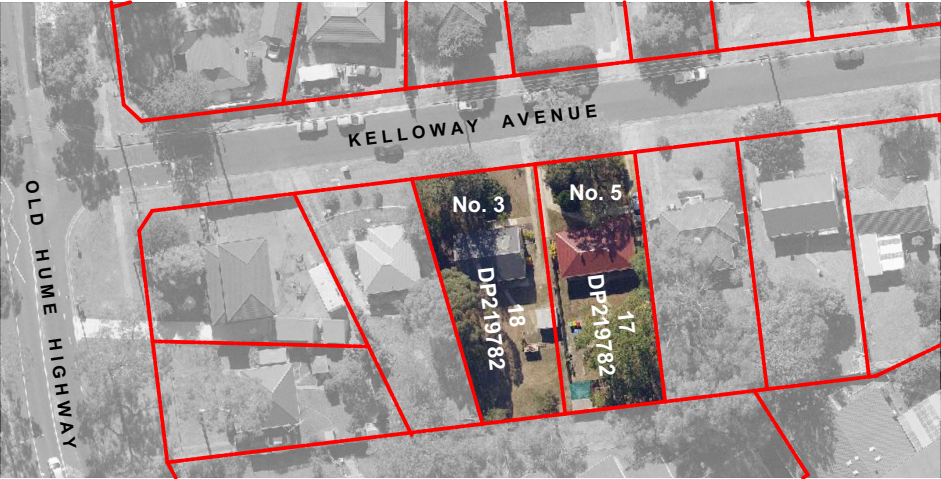 KELLOWAY AVENUE
OLD HUME HIGHWAY
No. 3
No. 5
18
DP219782
17
DP219782